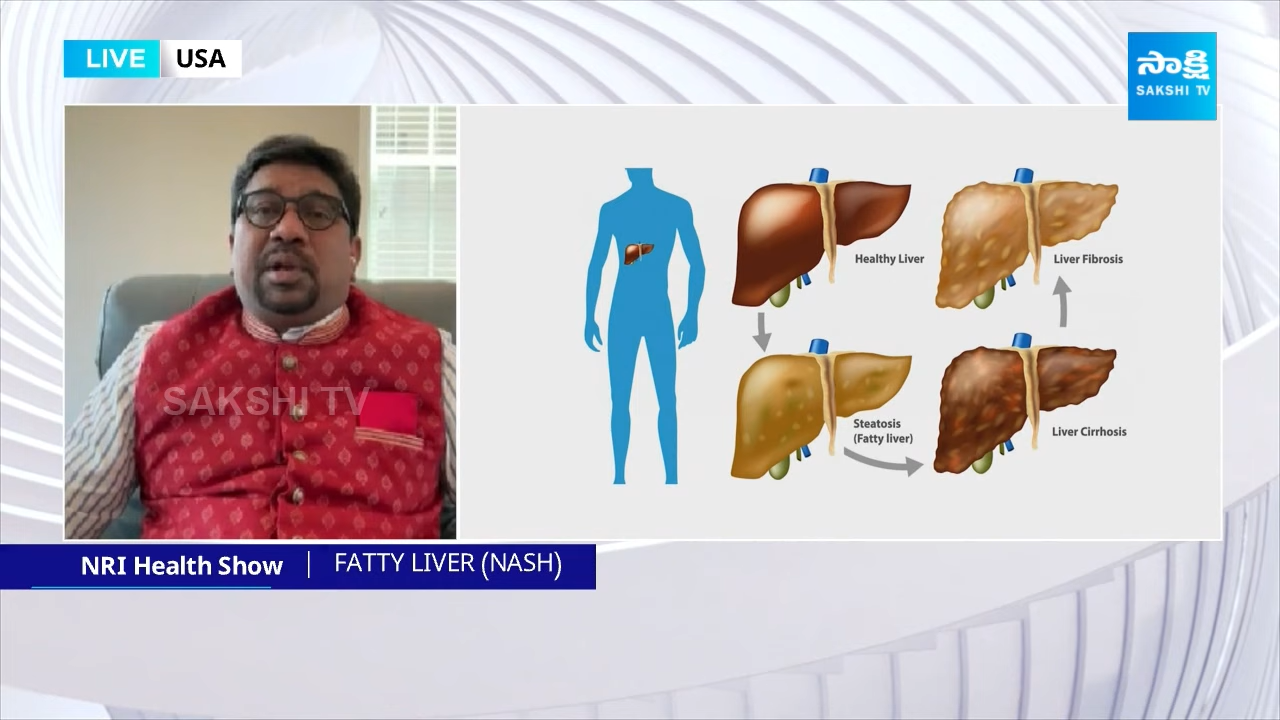 LIVE USA
సాక్షి
SAKSHI TV
Healthy Liver
Liver Fibrosis
SAKSHI TV
Steatosis
(Fatty liver)
Liver Cirrhosis
NRI Health Show | FATTY LIVER (NASH)